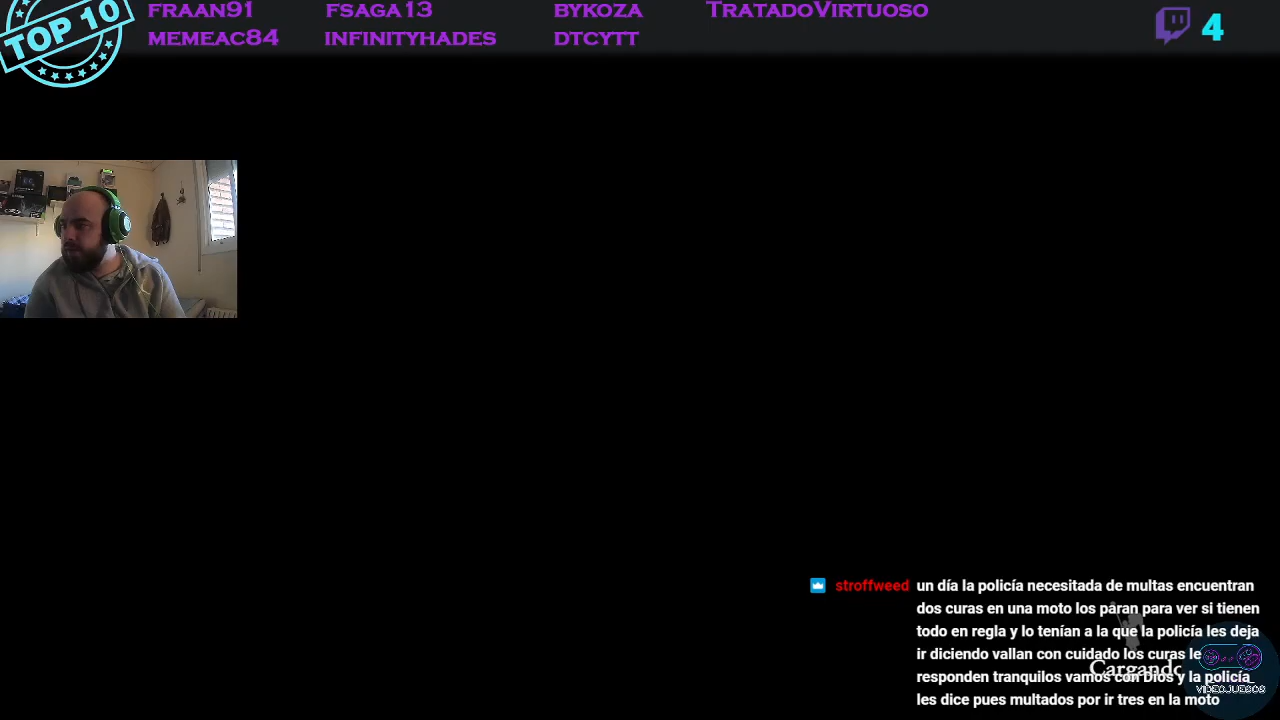 TOP 10
FRAAN91 FSAGA13 BYKOZA TRATADOVIRTUOSO
MEMEAC84 INFINITYHADES DTCYTT
4
stroffweed un día la policía necesitada de multas encuentran
dos curas en una moto los páran para ver si tienen
todo en regla y lo tenían a la que la policía les deja
ir diciendo vallan con cuidado los curas le
responden tranquilos vamos con Dios y la policía
les dice pues multados por ir tres en la moto
Cargando
VIDEOJUEGOS